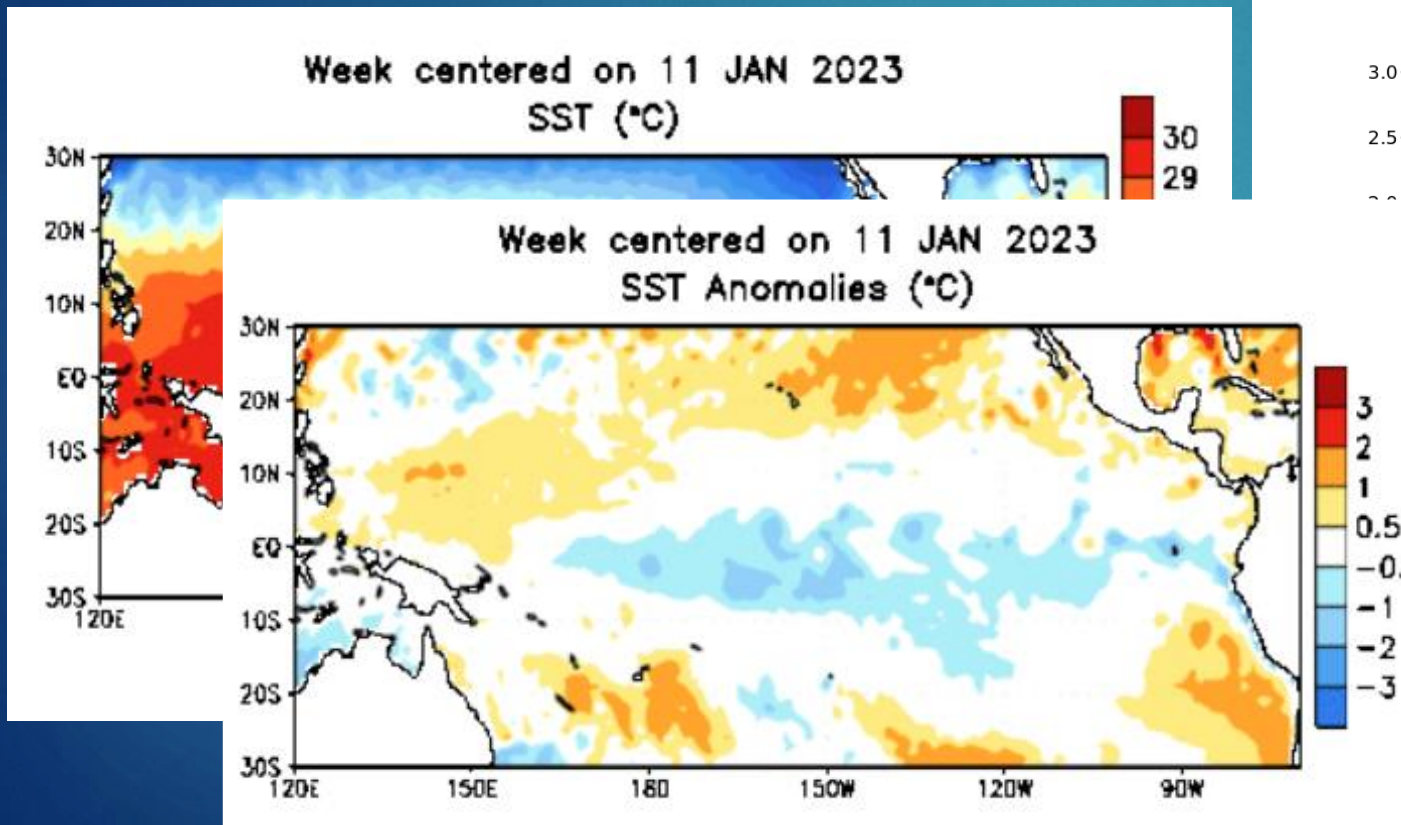 Week centered on 11 JAN 2023
SST (°C)
30
29
30N
20N
10N
EQ
10S
20S
30S
120E
Week centered on 11 JAN 2023
SST Anomalies (°C)
30N
20N
10N
EQ
10S
20S
30S
120E
150E
180
150W
120W
90W
3
2
1
0.5
-0.
-1
-2
-3
3.0
2.5